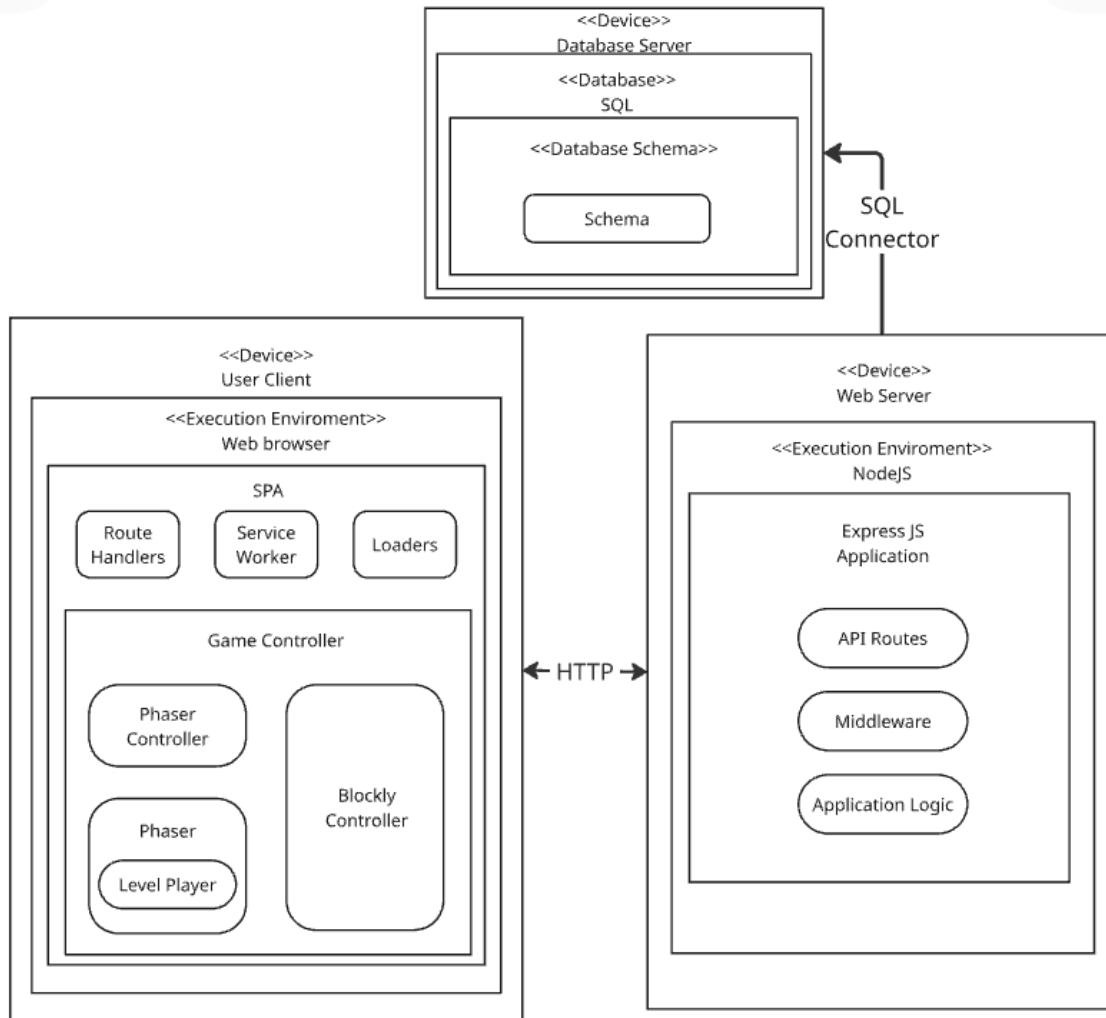 <<Device>>
Database Server
<<Database>>
SQL
<<Database Schema>>
Schema
SQL
Connector
<<Device>>
User Client
<<Execution Enviroment>>
Web browser
SPA
Route
Handlers
Service
Worker
Loaders
Game Controller
Phaser
Controller
Blockly
Controller
Phaser
Level Player
HTTP
<<Device>>
Web Server
<<Execution Enviroment>>
NodeJS
Express JS
Application
API Routes
Middleware
Application Logic